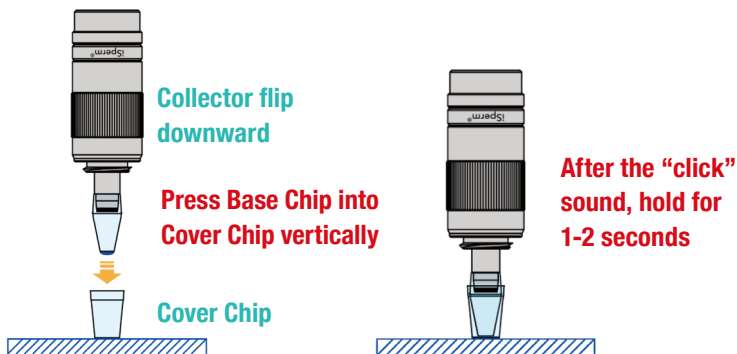 iSperm®
Collector flip
downward
Press Base Chip into
Cover Chip vertically
Cover Chip
iSperm®
After the “click”
sound, hold for
1-2 seconds